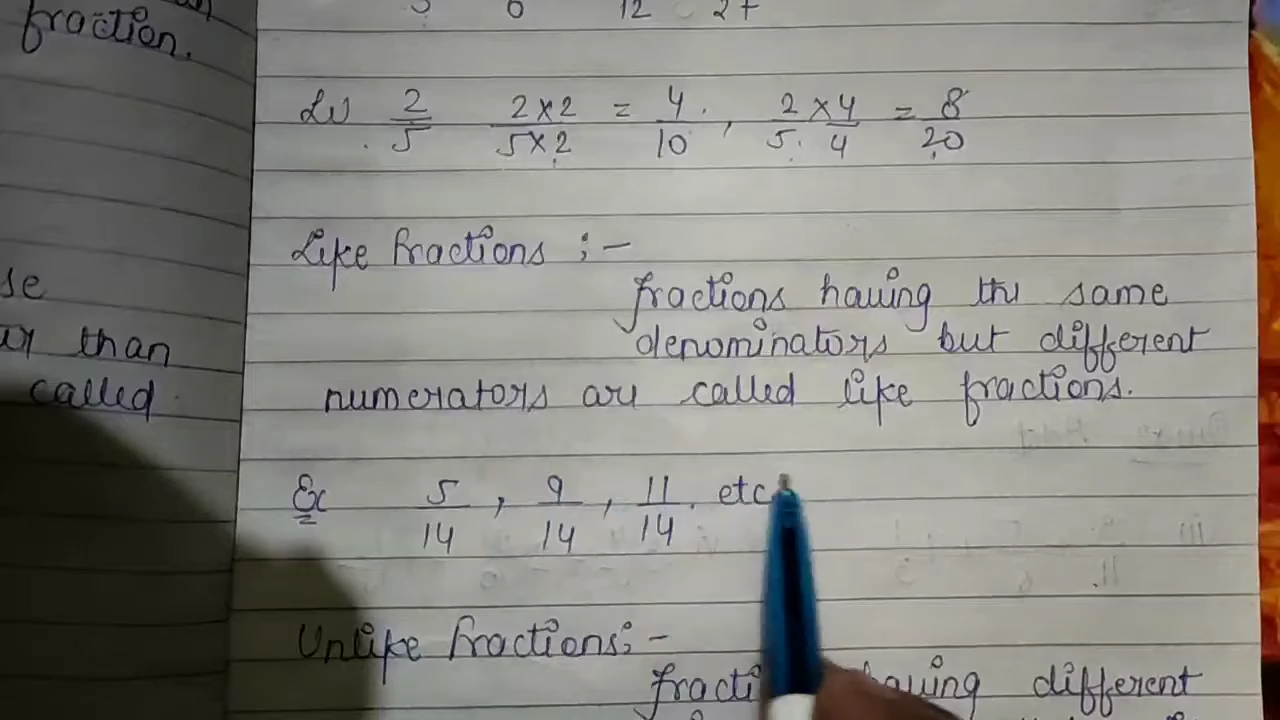 fraction.
se
than
called
12 27
2/5 2×2/5×2 = 4/10, 2/5 × 4/4 = 8/20
Like fractions :-
fractions having the same
denominators but different
numerators are called like fractions.
Ex 5/14, 9/14, 11/14. etc
Unlike fractions:-
having different